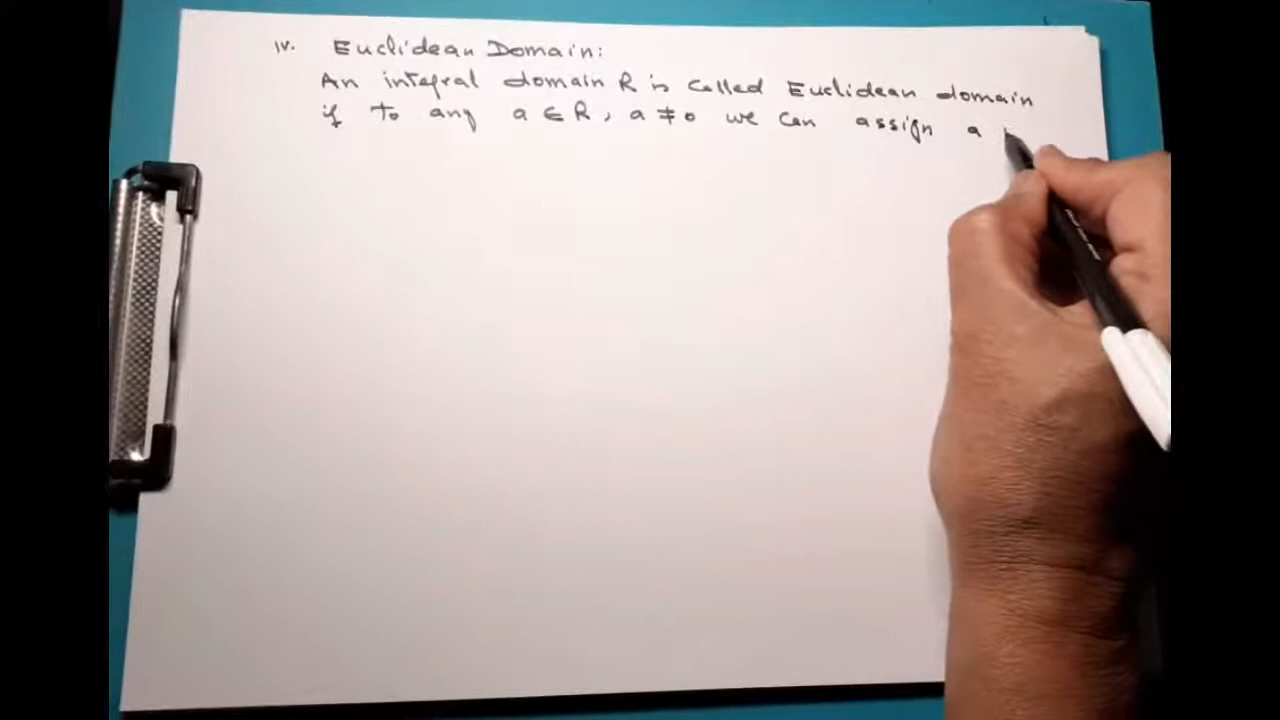 iv. Euclidean Domain:
An integral domain R is called Euclidean domain
if to any a ∈ R, a ≠ 0 we can assign a